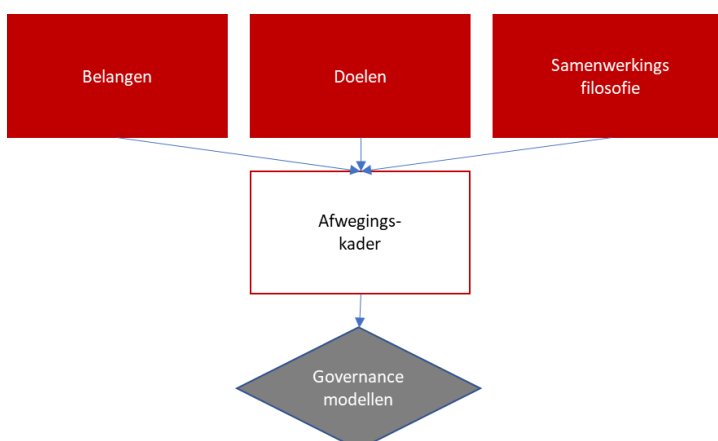 Belangen
Doelen
Samenwerkings
filosofie
Afwegings-
kader
Governance
modellen